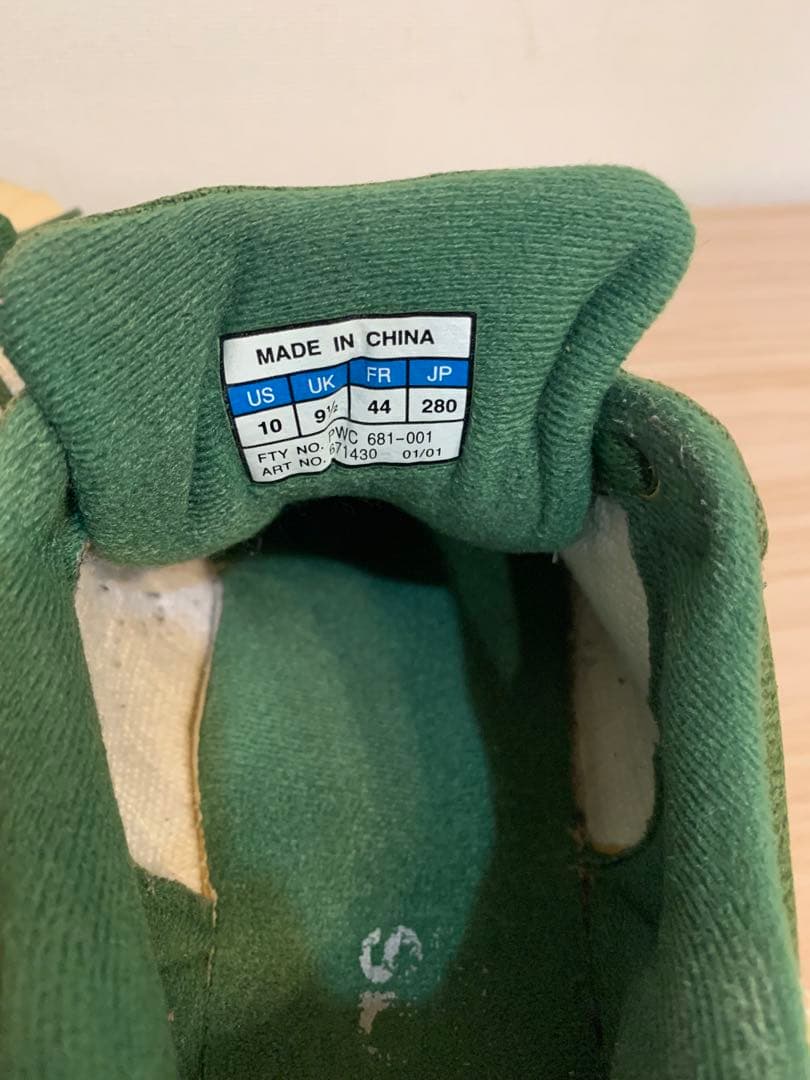 MADE IN CHINA
US UK FR JP
10 9½ 44 280
FTY NO. PWC 681-001
ART NO. 671430 01/01
S